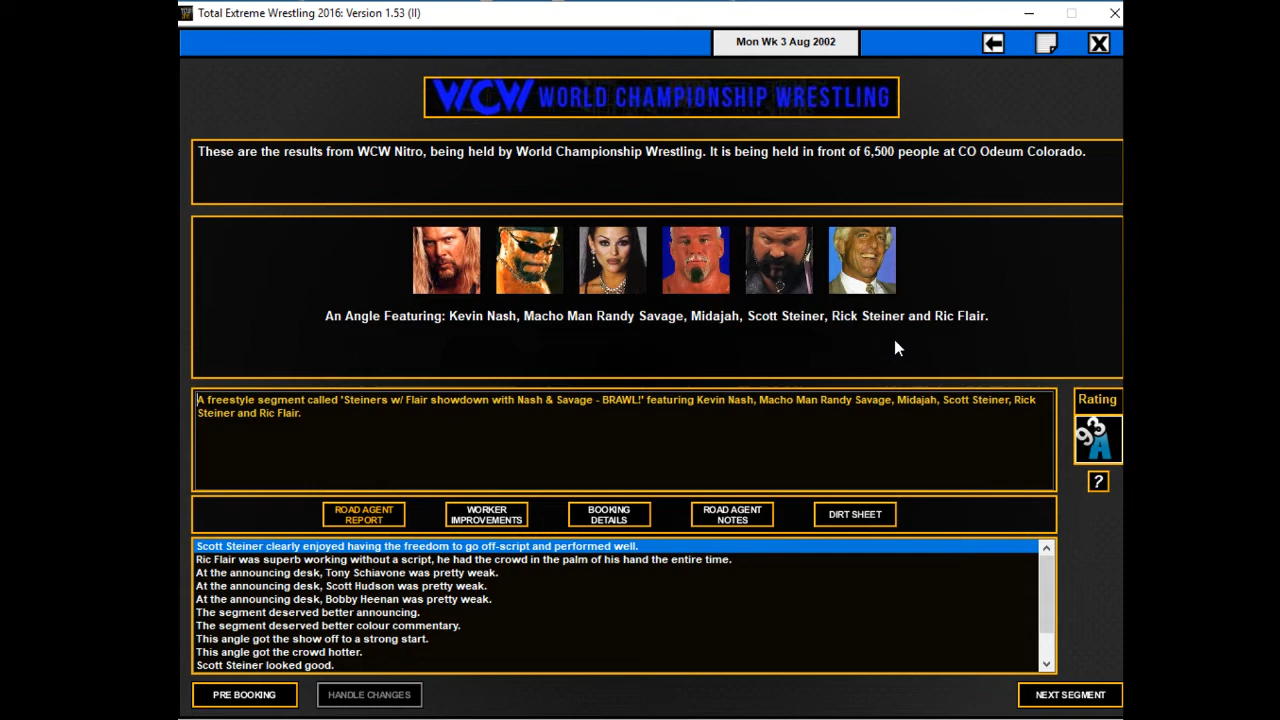 Total Extreme Wrestling 2016: Version 1.53 (II)
Mon Wk 3 Aug 2002
WCW WORLD CHAMPIONSHIP WRESTLING
These are the results from WCW Nitro, being held by World Championship Wrestling. It is being held in front of 6,500 people at CO Odeum Colorado.
An Angle Featuring: Kevin Nash, Macho Man Randy Savage, Midajah, Scott Steiner, Rick Steiner and Ric Flair.
A freestyle segment called 'Steiners w/ Flair showdown with Nash & Savage - BRAWL!' featuring Kevin Nash, Macho Man Randy Savage, Midajah, Scott Steiner, Rick
Steiner and Ric Flair.
Rating
93
A
?
ROAD AGENT
REPORT
WORKER
IMPROVEMENTS
BOOKING
DETAILS
ROAD AGENT
NOTES
DIRT SHEET
Scott Steiner clearly enjoyed having the freedom to go off-script and performed well.
Ric Flair was superb working without a script, he had the crowd in the palm of his hand the entire time.
At the announcing desk, Tony Schiavone was pretty weak.
At the announcing desk, Scott Hudson was pretty weak.
At the announcing desk, Bobby Heenan was pretty weak.
The segment deserved better announcing.
The segment deserved better colour commentary.
This angle got the show off to a strong start.
This angle got the crowd hotter.
Scott Steiner looked good.
PRE BOOKING
HANDLE CHANGES
NEXT SEGMENT